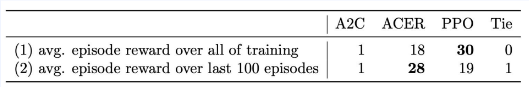 A2C ACER PPO Tie
(1) avg. episode reward over all of training 1 18 30 0
(2) avg. episode reward over last 100 episodes 1 28 19 1